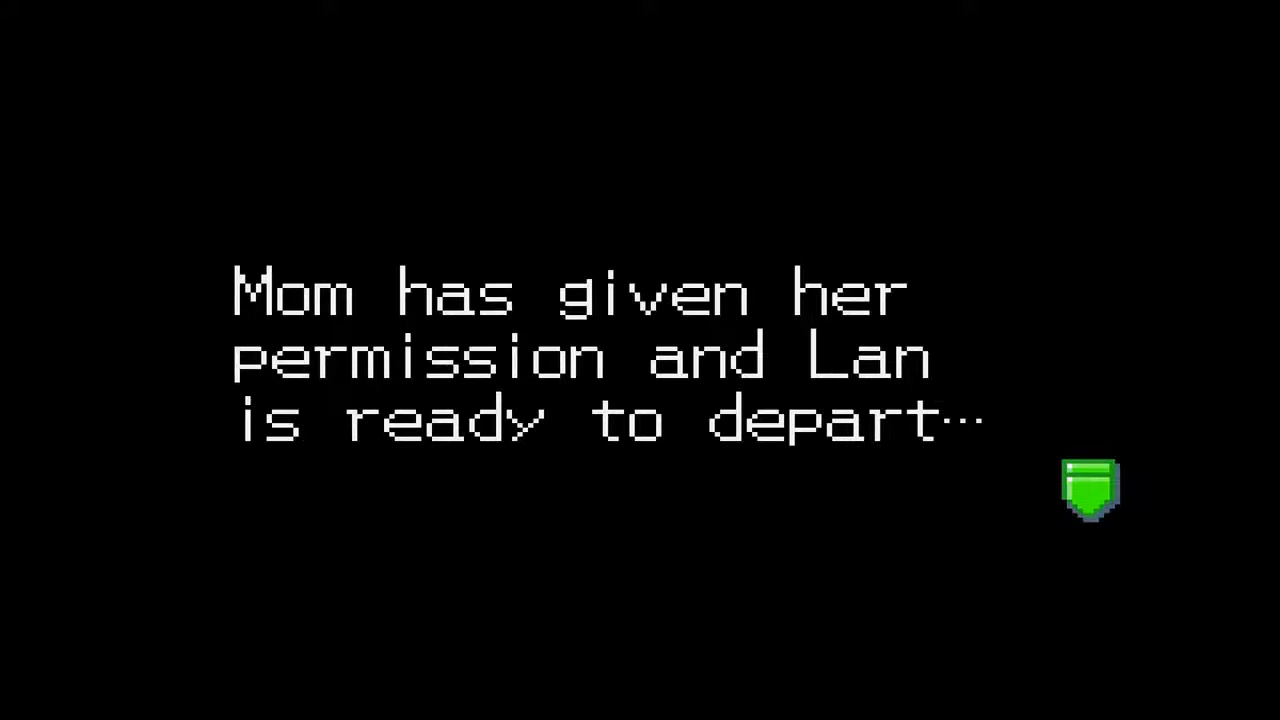 Mom has given her
permission and Lan
is ready to depart…